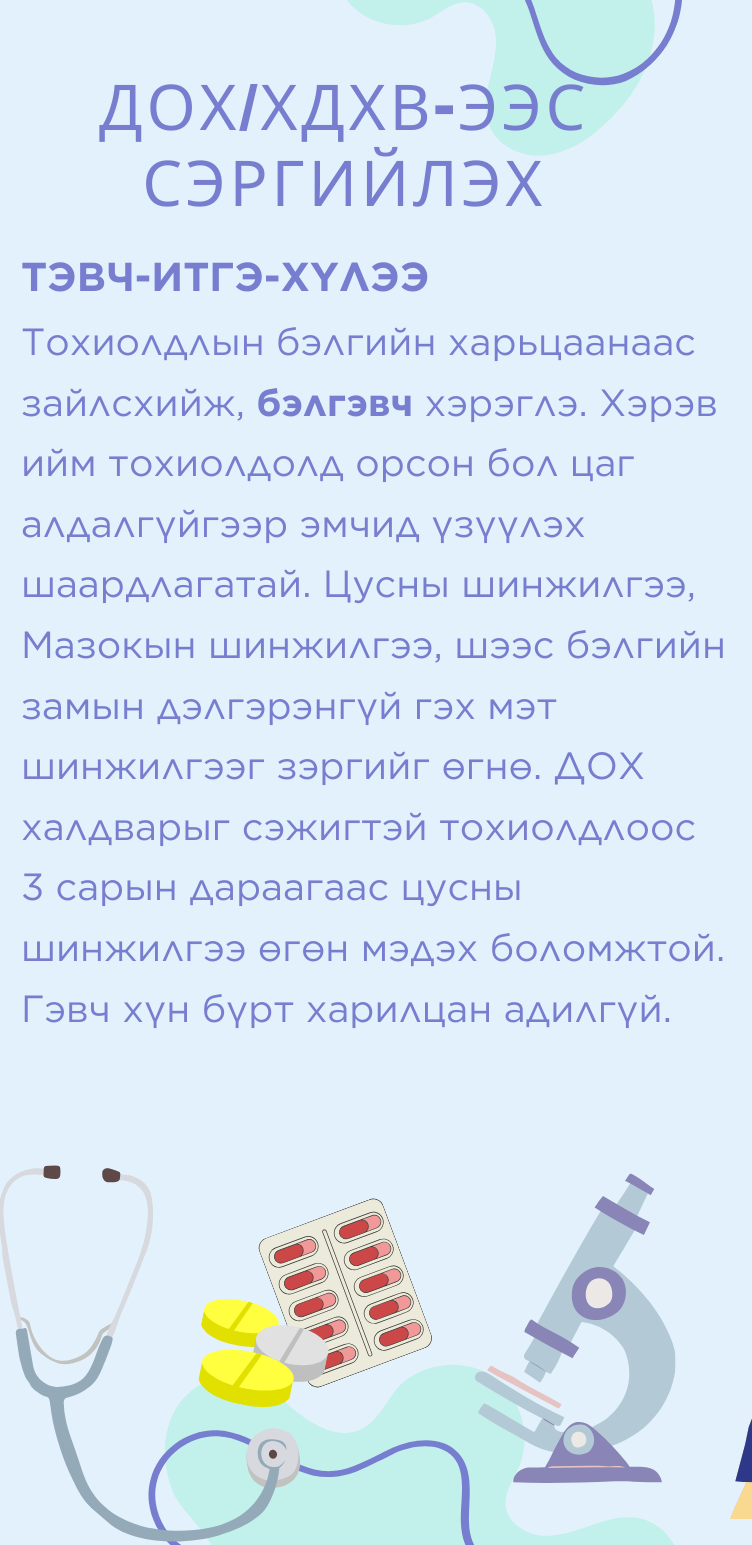 ДОХ/ХДХВ-ЭЭС
СЭРГИЙЛЭХ
ТЭВЧ-ИТГЭ-ХҮЛЭЭ
Тохиолдлын бэлгийн харьцаанаас
зайлсхийж, бэлгэвч хэрэглэ. Хэрэв
ийм тохиолдолд орсон бол цаг
алдалгүйгээр эмчид үзүүлэх
шаардлагатай. Цусны шинжилгээ,
Мазокын шинжилгээ, шээс бэлгийн
замын дэлгэрэнгүй гэх мэт
шинжилгээг зэргийг өгнө. ДОХ
халдварыг сэжигтэй тохиолдлоос
3 сарын дараагаас цусны
шинжилгээ өгөн мэдэх боломжтой.
Гэвч хүн бүрт харилцан адилгүй.